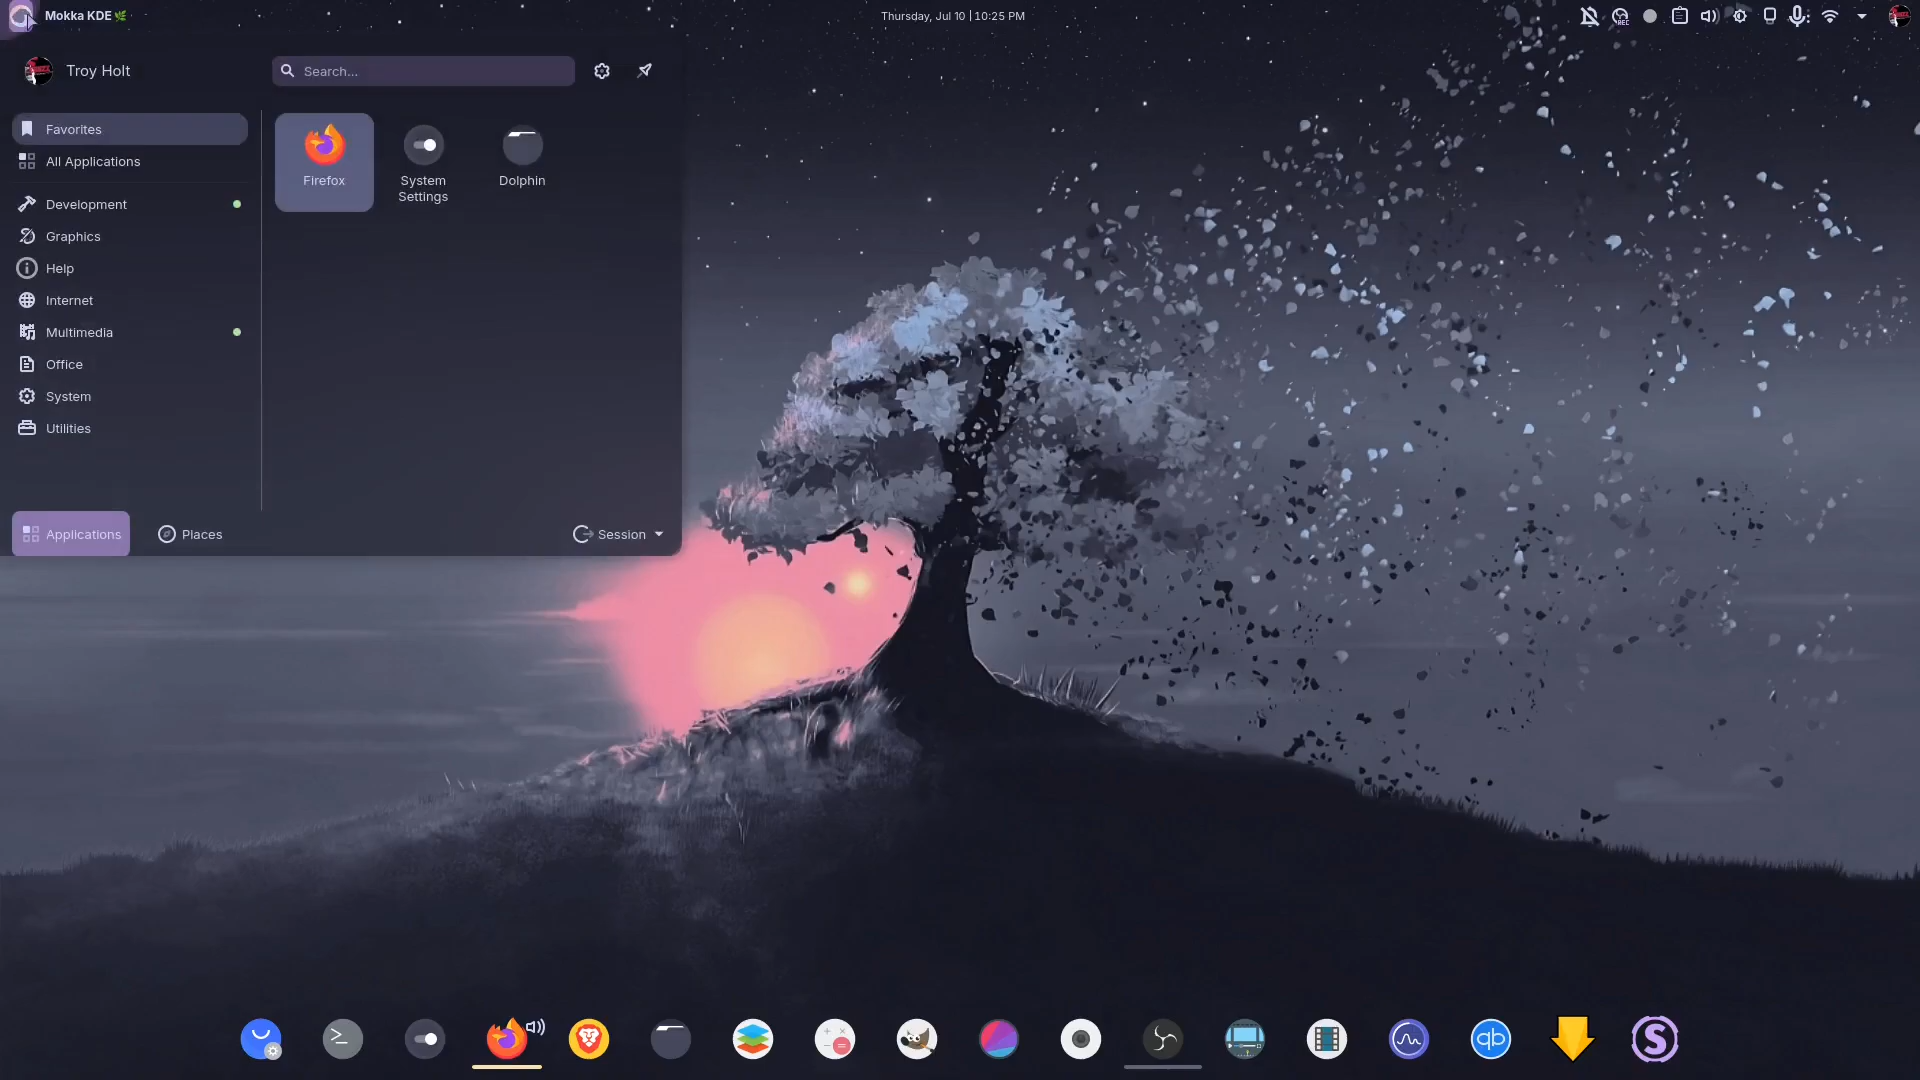 Mokka KDE🌿
Thursday, Jul 10 | 10:25 PM
REC
Troy Holt
Search...
Favorites
All Applications
Development
Graphics
Help
Internet
Multimedia
Office
System
Utilities
Firefox
System
Settings
Dolphin
Applications
Places
Session